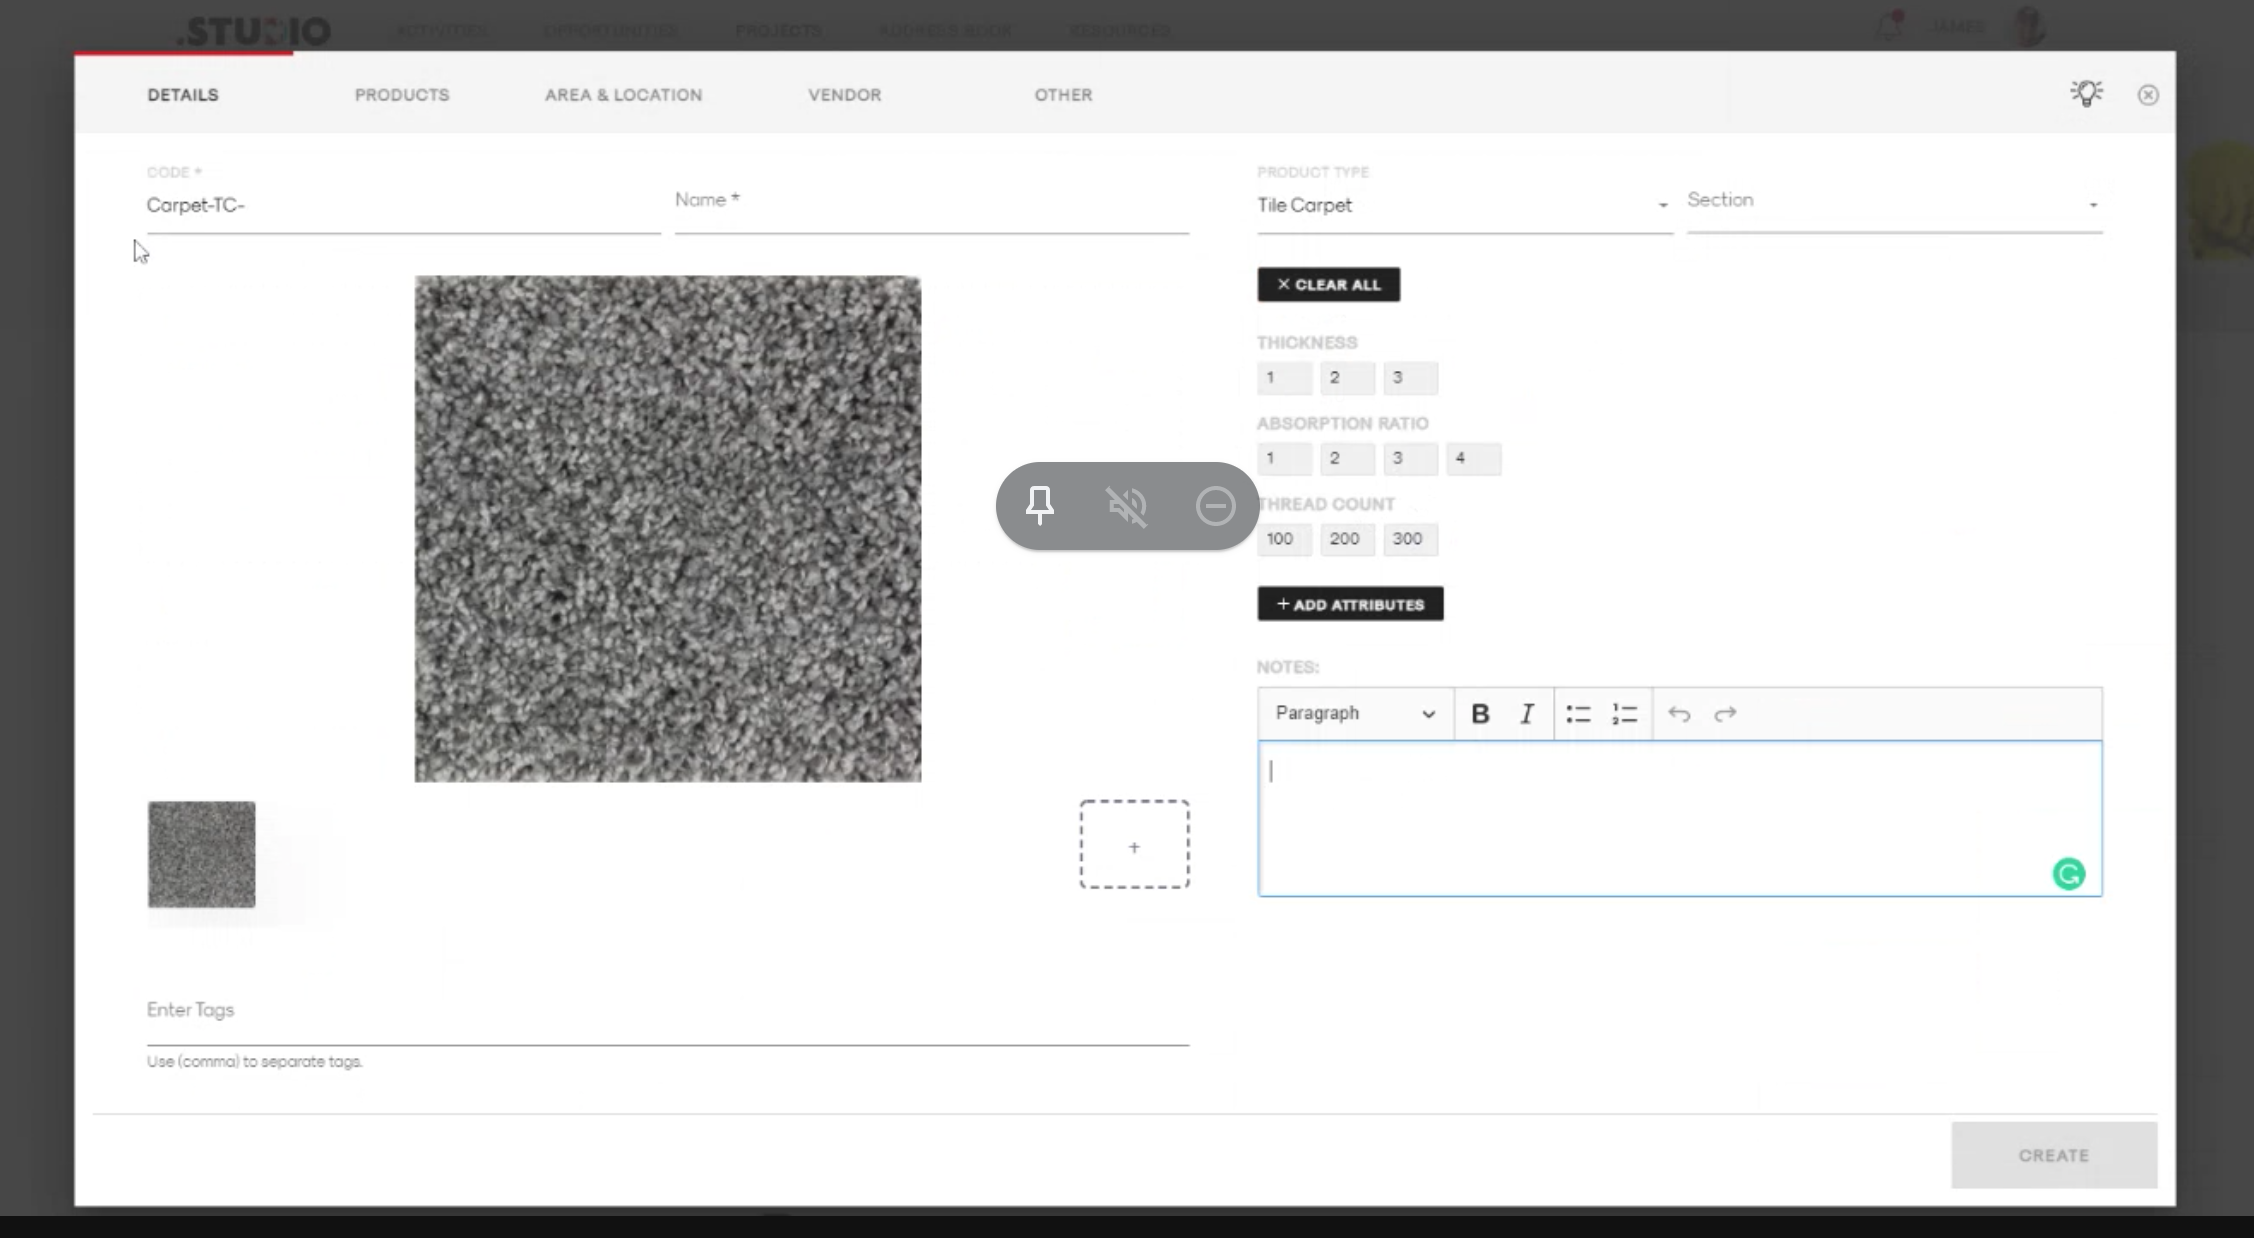 .STUDIO ACTIVITIES OPPORTUNITIES PROJECTS ADDRESS BOOK RESOURCES JAMES
DETAILS PRODUCTS AREA & LOCATION VENDOR OTHER
CODE *
Carpet-TC-
Name *
PRODUCT TYPE
Tile Carpet
Section
× CLEAR ALL
THICKNESS
1 2 3
ABSORPTION RATIO
1 2 3 4
THREAD COUNT
100 200 300
+ ADD ATTRIBUTES
NOTES:
Paragraph B I
+
Enter Tags
Use (comma) to separate tags.
CREATE